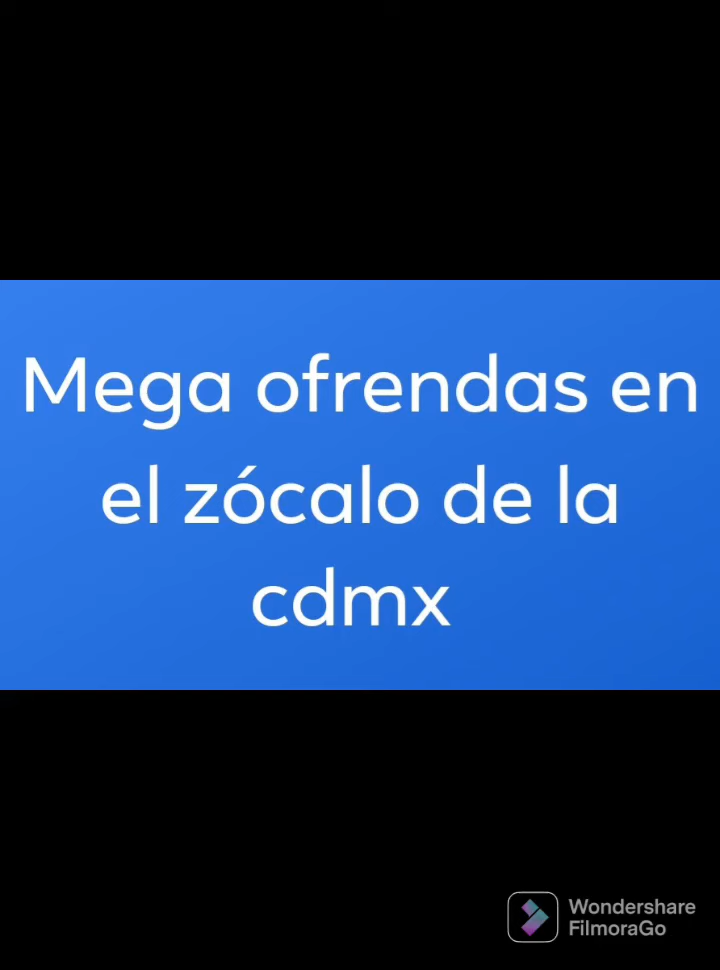 Mega ofrendas en
el zócalo de la
cdmx
Wondershare
FilmoraGo